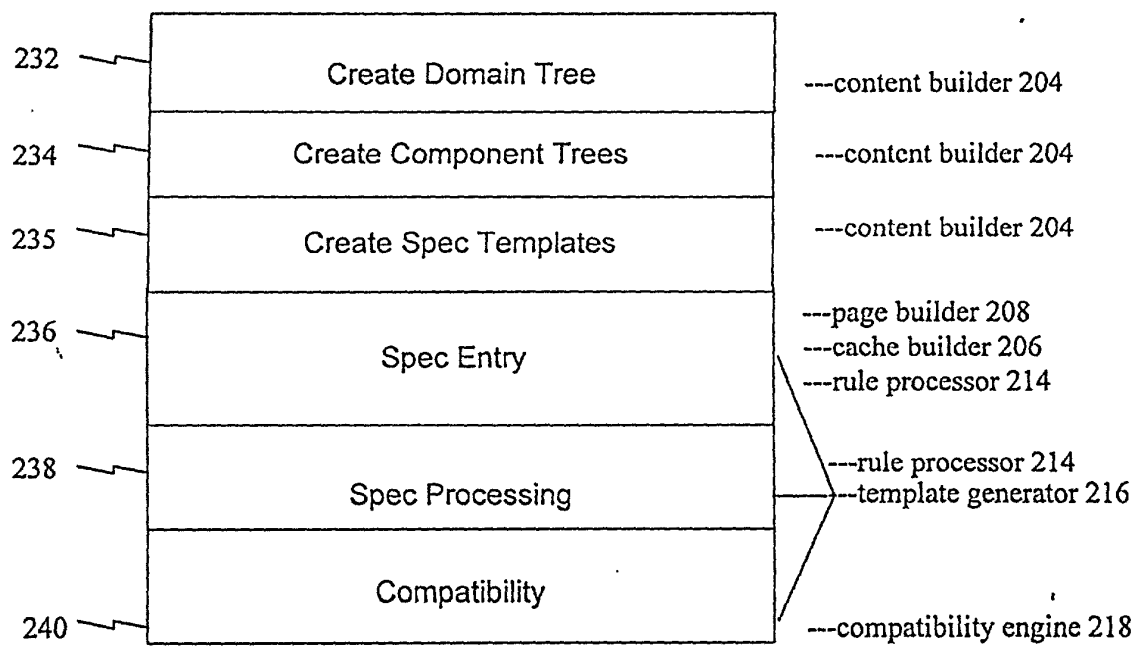 232
Create Domain Tree
---content builder 204
234
Create Component Trees
---content builder 204
235
Create Spec Templates
---content builder 204
236
Spec Entry
---page builder 208
---cache builder 206
---rule processor 214
238
Spec Processing
---rule processor 214
---template generator 216
240
Compatibility
---compatibility engine 218